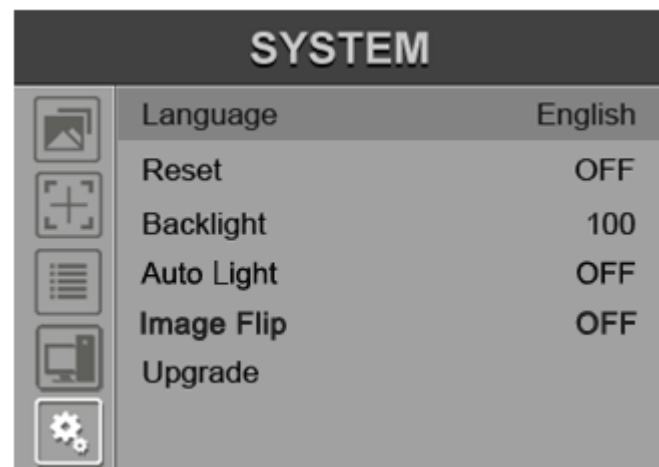 SYSTEM
Language English
Reset OFF
Backlight 100
Auto Light OFF
Image Flip OFF
Upgrade